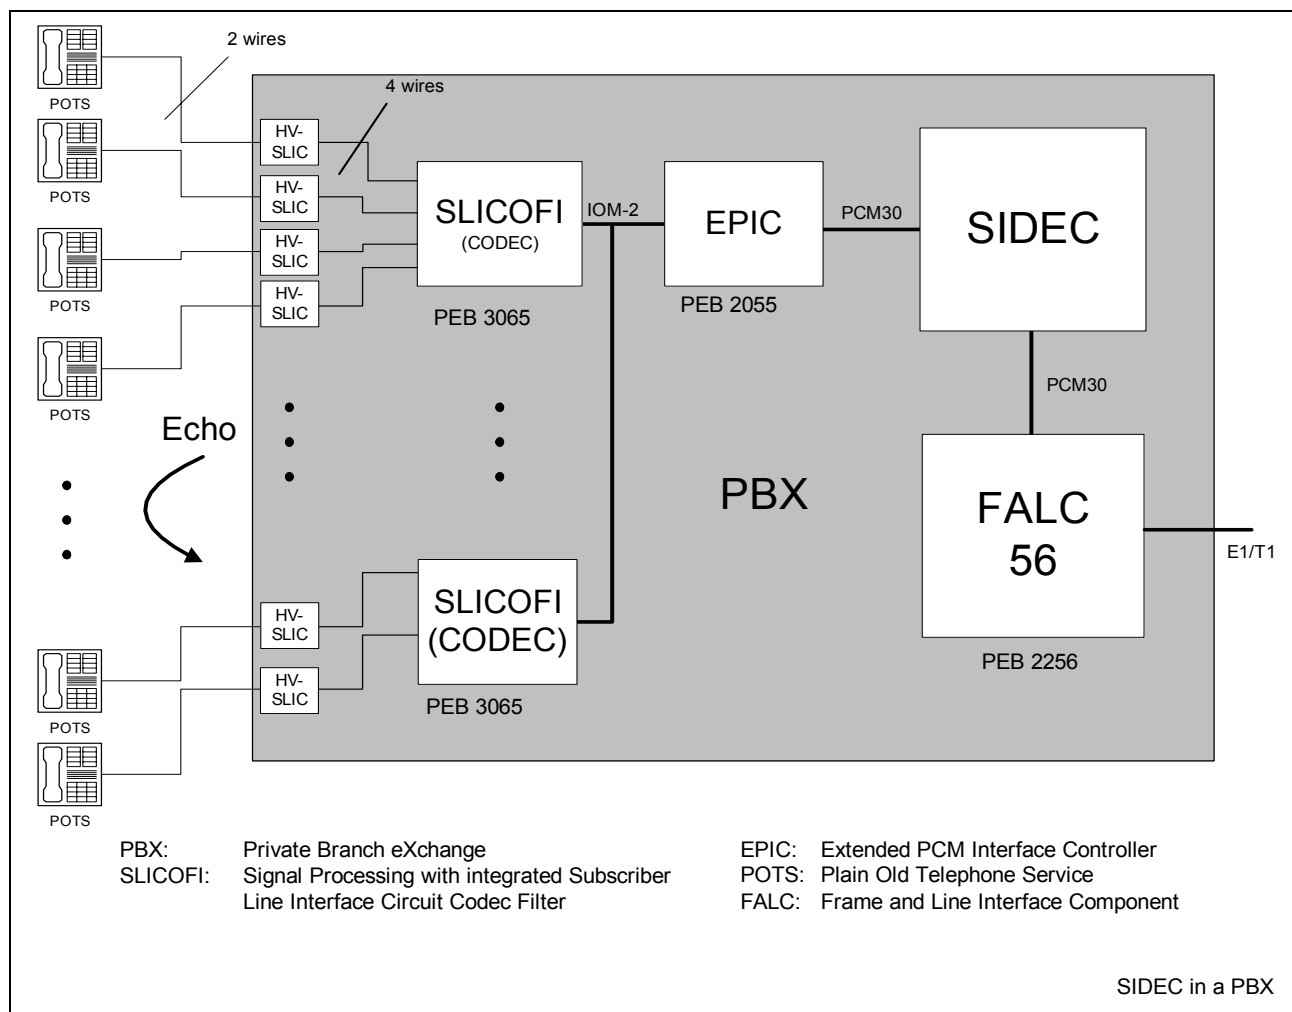 2 wires
POTS
POTS
POTS
POTS
4 wires
HV-
SLIC
HV-
SLIC
HV-
SLIC
HV-
SLIC
SLICOFI
(CODEC)
PEB 3065
IOM-2
EPIC
PEB 2055
PCM30
SIDEC
PCM30
Echo
PBX
FALC
56
PEB 2256
E1/T1
HV-
SLIC
HV-
SLIC
SLICOFI
(CODEC)
PEB 3065
POTS
POTS
PBX: Private Branch eXchange
SLICOFI: Signal Processing with integrated Subscriber
Line Interface Circuit Codec Filter
EPIC: Extended PCM Interface Controller
POTS: Plain Old Telephone Service
FALC: Frame and Line Interface Component
SIDEC in a PBX